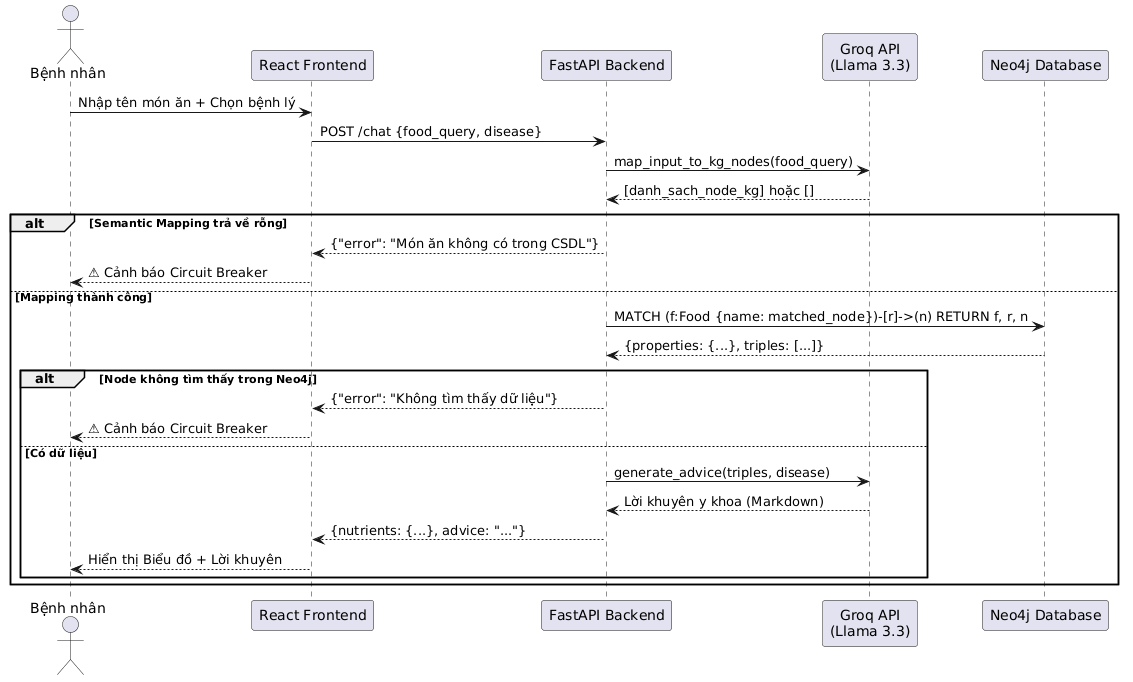 Bệnh nhân
React Frontend
FastAPI Backend
Groq API
(Llama 3.3)
Neo4j Database
Nhập tên món ăn + Chọn bệnh lý
POST /chat {food_query, disease}
map_input_to_kg_nodes(food_query)
[danh_sach_node_kg] hoặc []
alt [Semantic Mapping trả về rỗng]
{"error": "Món ăn không có trong CSDL"}
⚠ Cảnh báo Circuit Breaker
[Mapping thành công]
MATCH (f:Food {name: matched_node})-[r]->(n) RETURN f, r, n
{properties: {...}, triples: [...]}
alt [Node không tìm thấy trong Neo4j]
{"error": "Không tìm thấy dữ liệu"}
⚠ Cảnh báo Circuit Breaker
[Có dữ liệu]
generate_advice(triples, disease)
Lời khuyên y khoa (Markdown)
{nutrients: {...}, advice: "..."}
Hiển thị Biểu đồ + Lời khuyên
Bệnh nhân
React Frontend
FastAPI Backend
Groq API
(Llama 3.3)
Neo4j Database